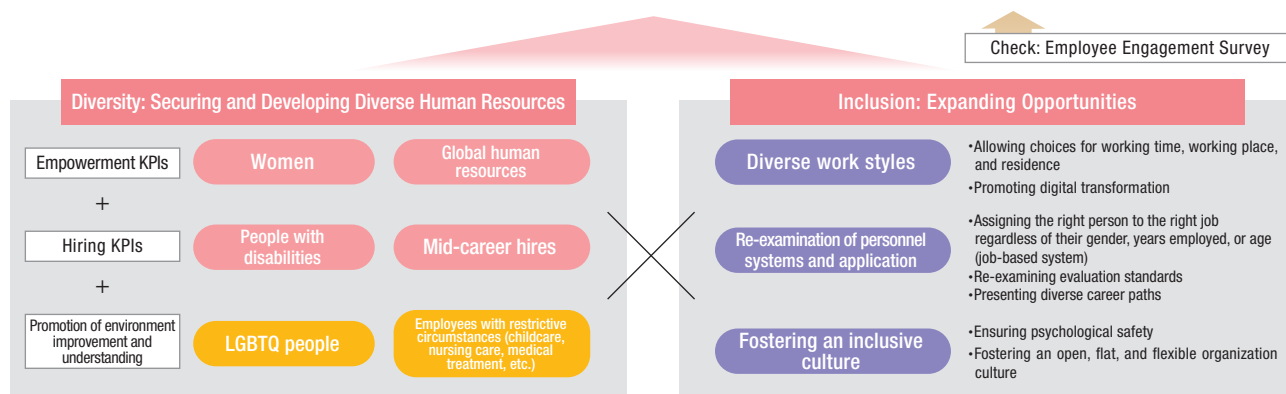 Check: Employee Engagement Survey
Diversity: Securing and Developing Diverse Human Resources
Empowerment KPIs
Women
Global human
resources
+
Hiring KPIs
People with
disabilities
Mid-career hires
+
Promotion of environment
improvement and
understanding
LGBTQ people
Employees with restrictive
circumstances (childcare,
nursing care, medical
treatment, etc.)
Inclusion: Expanding Opportunities
Diverse work styles
•Allowing choices for working time, working place,
and residence
•Promoting digital transformation
Re-examination of personnel
systems and application
•Assigning the right person to the right job
regardless of their gender, years employed, or age
(job-based system)
•Re-examining evaluation standards
•Presenting diverse career paths
Fostering an inclusive
culture
•Ensuring psychological safety
•Fostering an open, flat, and flexible organization
culture